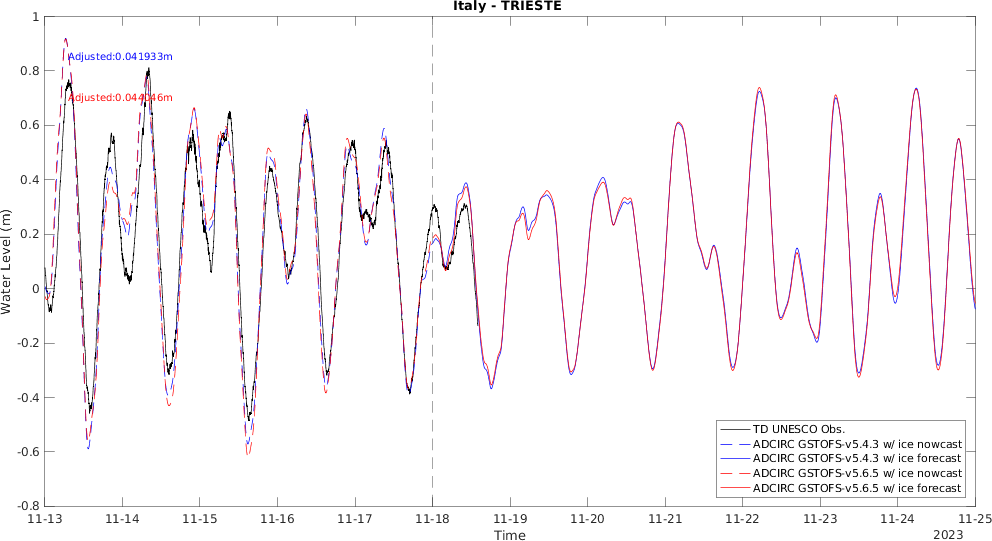 Italy - TRIESTE
Water Level (m)
1
0.8
0.6
0.4
0.2
0
-0.2
-0.4
-0.6
-0.8
Adjusted:0.041933m
Adjusted:0.044046m
TD UNESCO Obs.
ADCIRC GSTOFS-v5.4.3 w/ ice nowcast
ADCIRC GSTOFS-v5.4.3 w/ ice forecast
ADCIRC GSTOFS-v5.6.5 w/ ice nowcast
ADCIRC GSTOFS-v5.6.5 w/ ice forecast
11-13 11-14 11-15 11-16 11-17 11-18 11-19 11-20 11-21 11-22 11-23 11-24 11-25
Time
2023